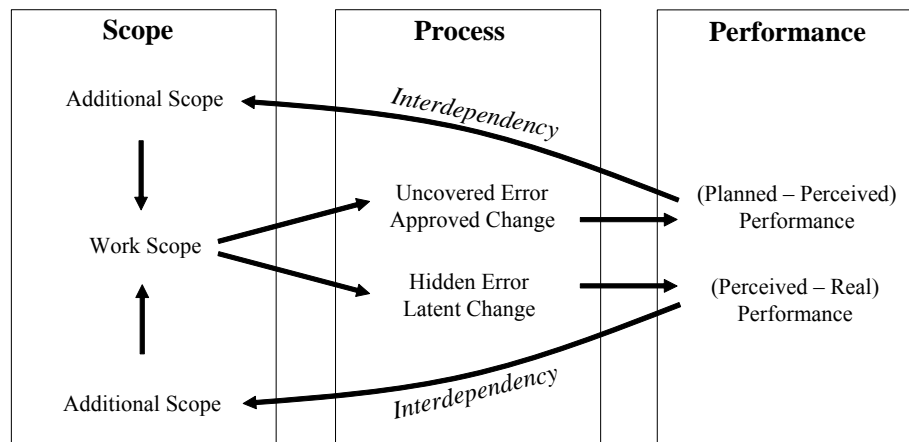 Scope
Process
Performance
Additional Scope
Interdependency
Uncovered Error
Approved Change
(Planned – Perceived)
Performance
Work Scope
Hidden Error
Latent Change
(Perceived – Real)
Performance
Additional Scope
Interdependency